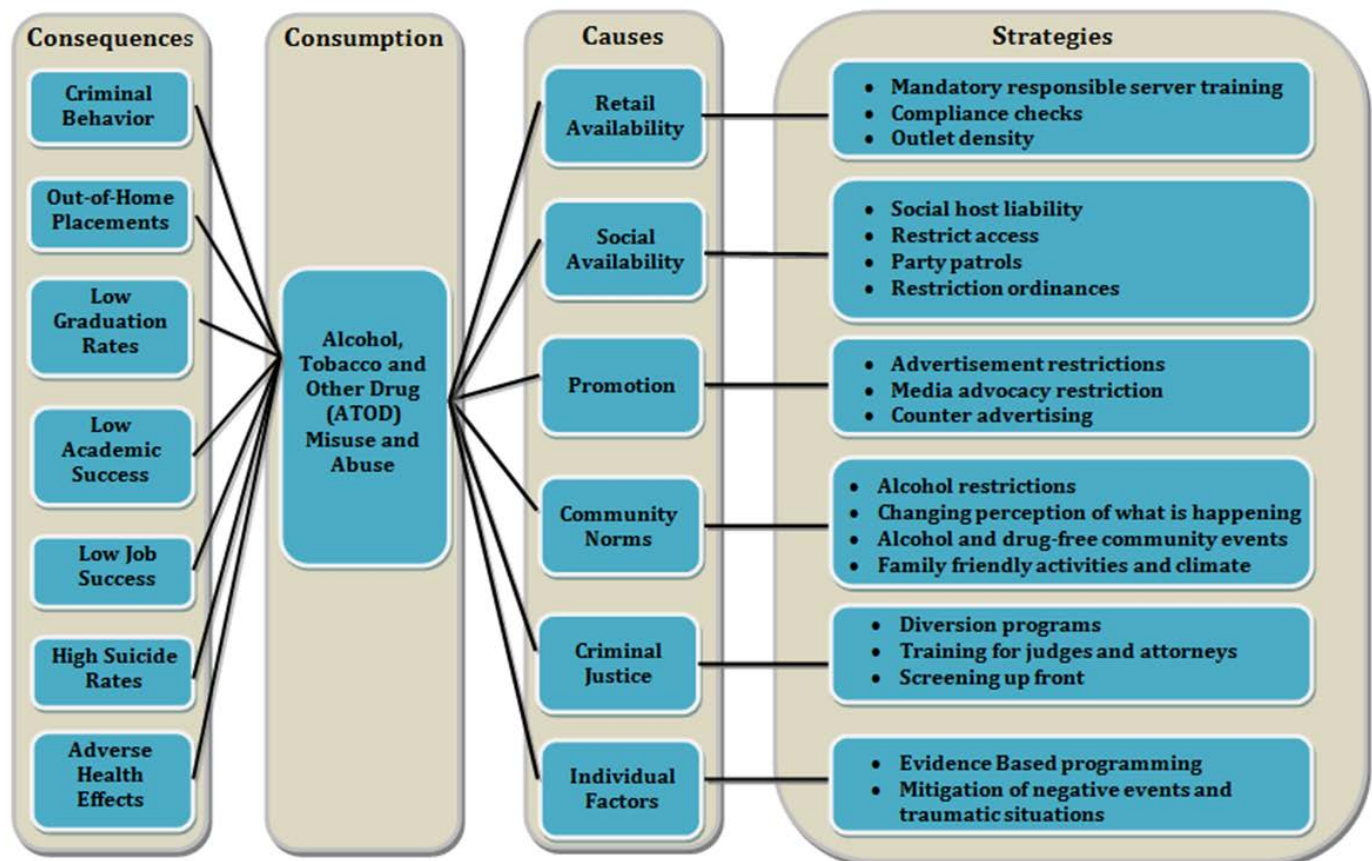 Consequences
Criminal
Behavior
Out-of-Home
Placements
Low
Graduation
Rates
Low
Academic
Success
Low Job
Success
High Suicide
Rates
Adverse
Health
Effects
Consumption
Alcohol,
Tobacco and
Other Drug
(ATOD)
Misuse and
Abuse
Causes
Retail
Availability
Social
Availability
Promotion
Community
Norms
Criminal
Justice
Individual
Factors
Strategies
• Mandatory responsible server training
• Compliance checks
• Outlet density
• Social host liability
• Restrict access
• Party patrols
• Restriction ordinances
• Advertisement restrictions
• Media advocacy restriction
• Counter advertising
• Alcohol restrictions
• Changing perception of what is happening
• Alcohol and drug-free community events
• Family friendly activities and climate
• Diversion programs
• Training for judges and attorneys
• Screening up front
• Evidence Based programming
• Mitigation of negative events and
traumatic situations